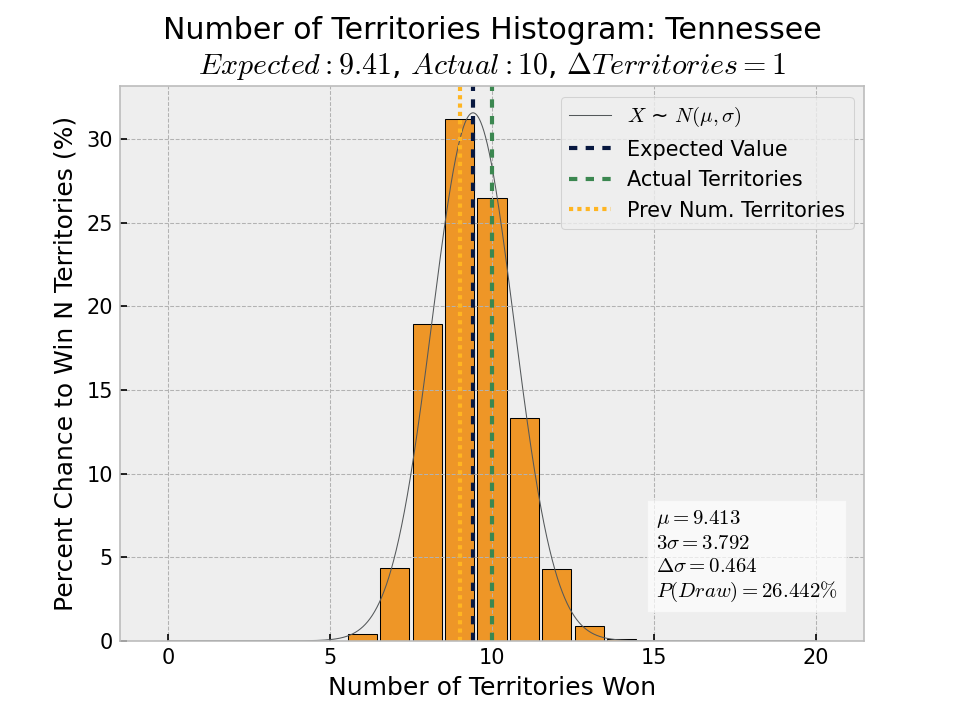 Number of Territories Histogram: Tennessee
Expected : 9.41, Actual : 10, ΔTerritories = 1
X ~ N(μ, σ)
Expected Value
Actual Territories
Prev Num. Territories
Percent Chance to Win N Territories (%)
30
25
20
15
10
5
0
μ = 9.413
3σ = 3.792
Δσ = 0.464
P(Draw) = 26.442%
0 5 10 15 20
Number of Territories Won